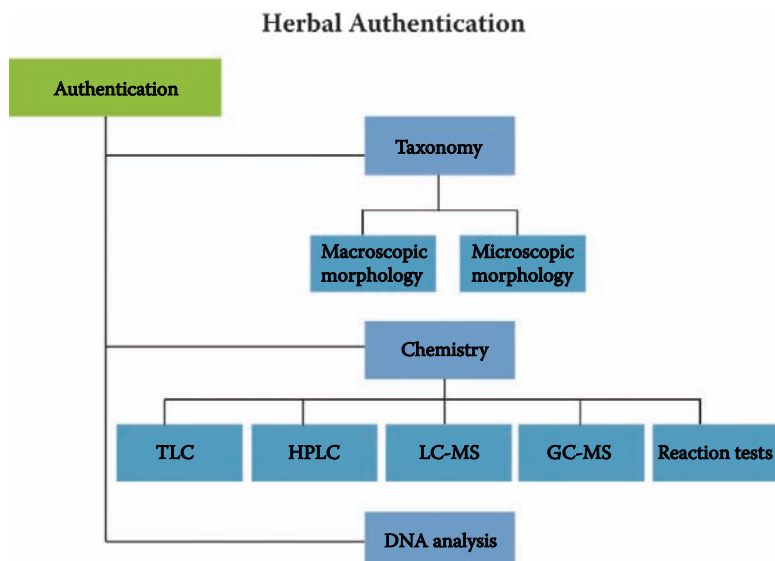 Herbal Authentication
Authentication
Taxonomy
Macroscopic
morphology
Microscopic
morphology
Chemistry
TLC
HPLC
LC-MS
GC-MS
Reaction tests
DNA analysis